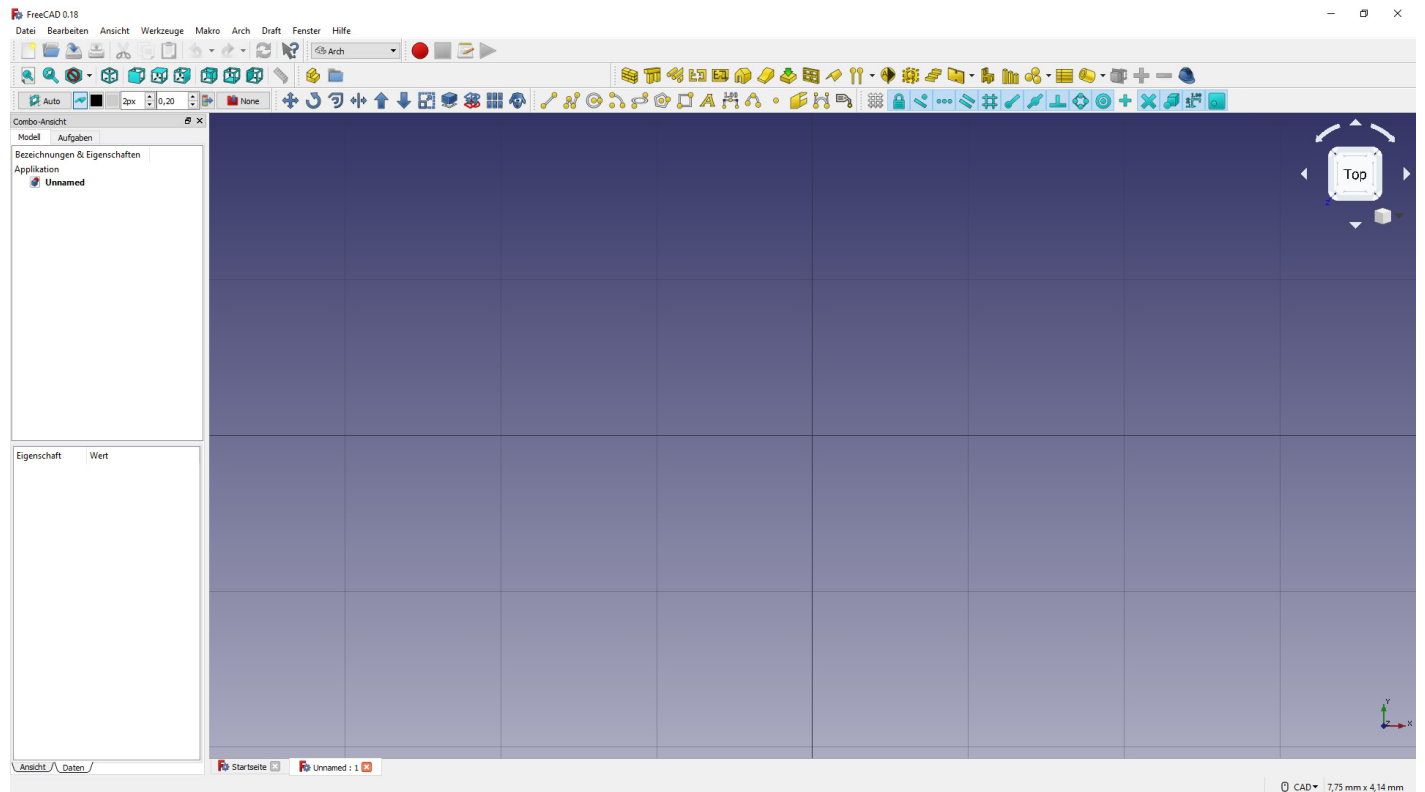 FreeCAD 0.18
Datei Bearbeiten Ansicht Werkzeuge Makro Arch Draft Fenster Hilfe
Arch
Auto 2px 0,20 None
Combo-Ansicht
Modell Aufgaben
Bezeichnungen & Eigenschaften
Applikation
Unnamed
Top
Z
Eigenschaft Wert
Y
Z X
Ansicht Daten
Startseite Unnamed : 1
CAD 7,75 mm x 4,14 mm